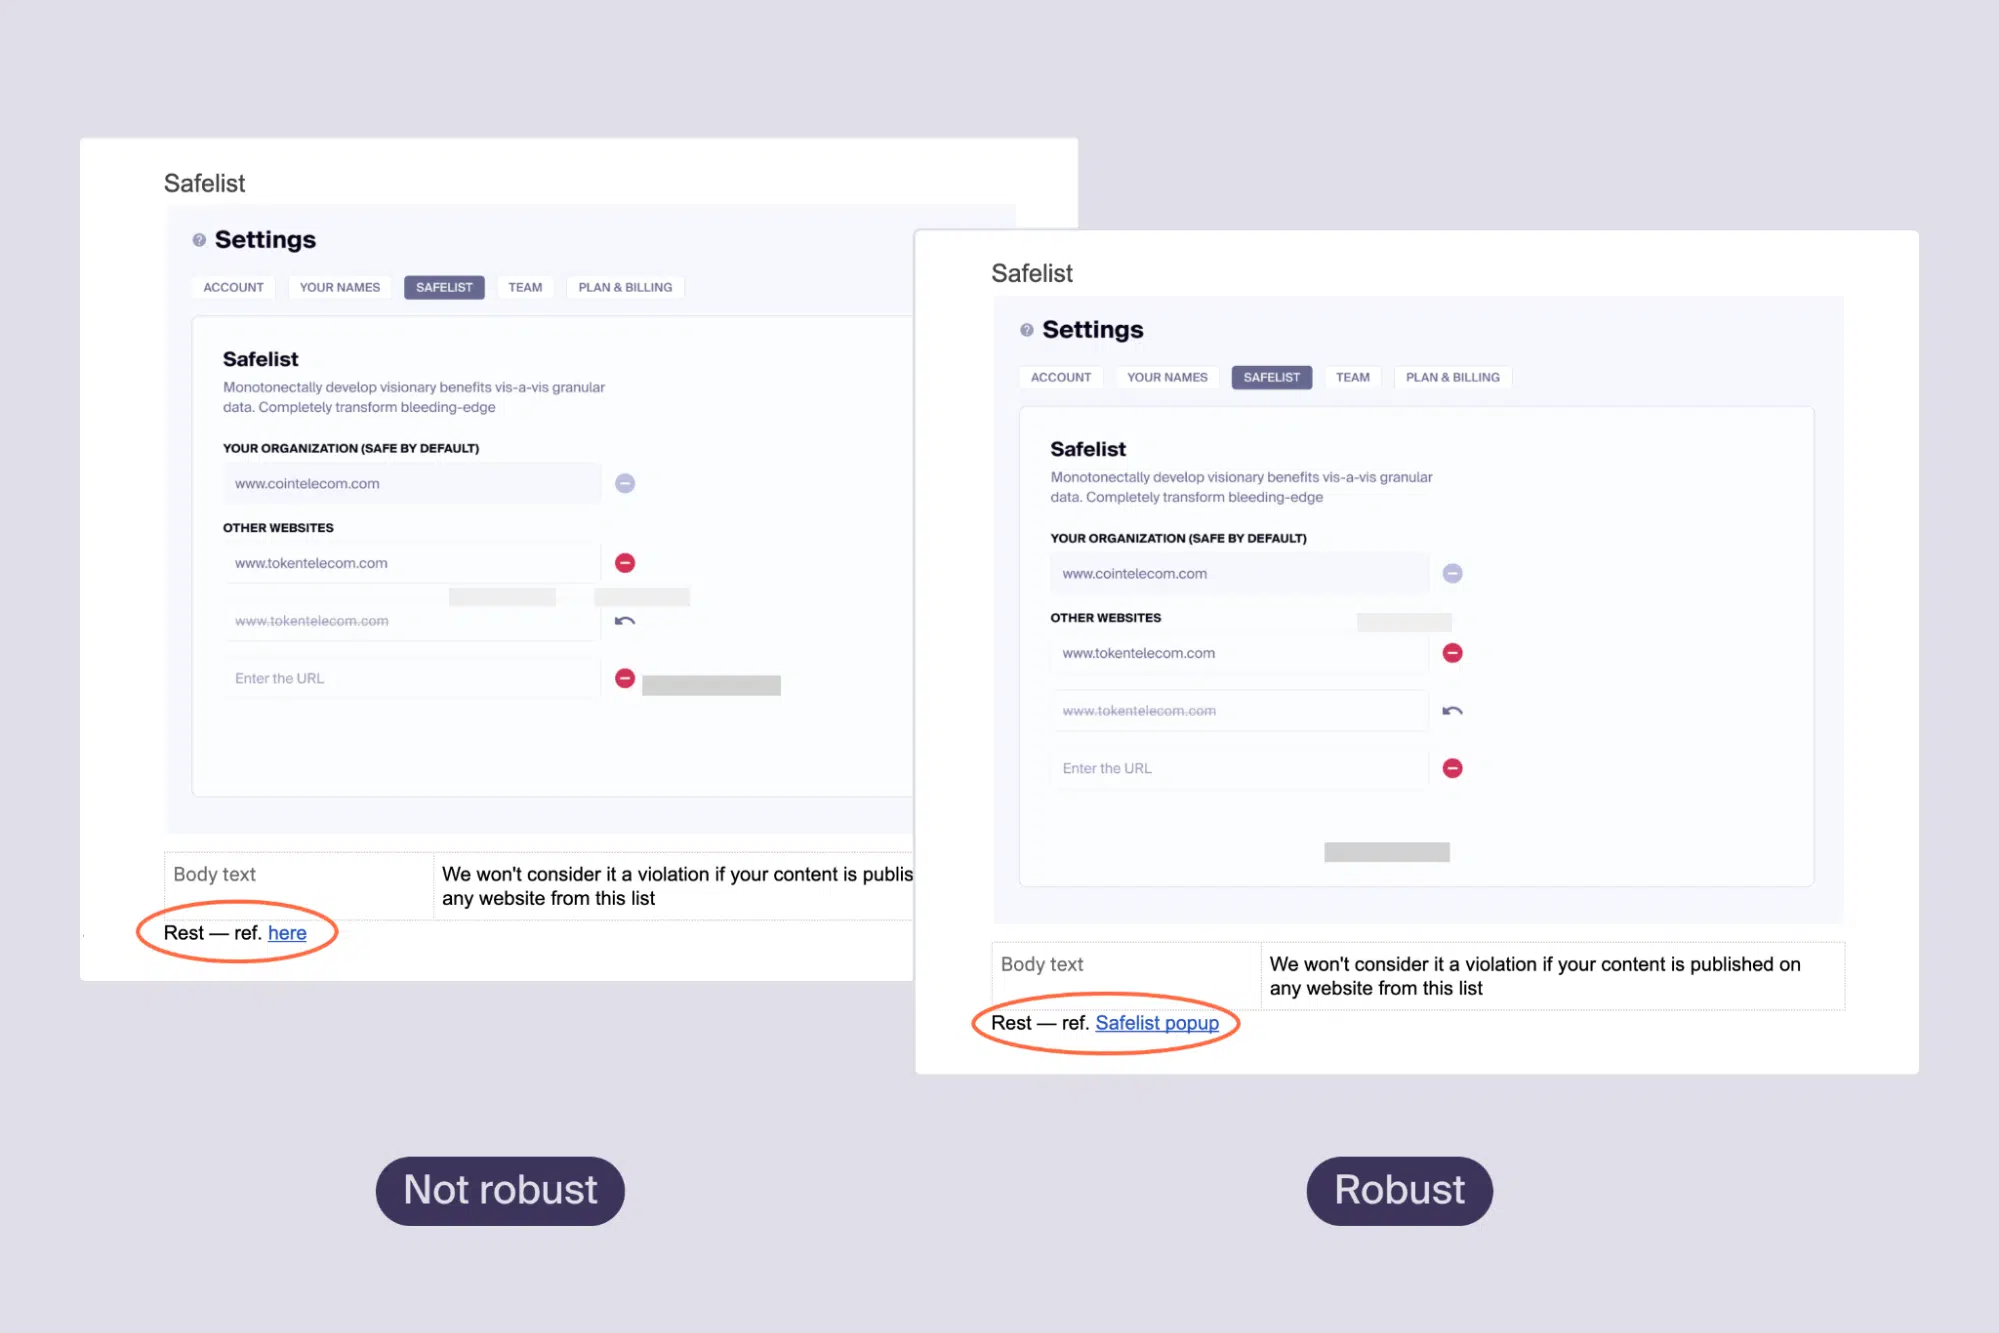 Safelist
Settings
ACCOUNT YOUR NAMES SAFELIST TEAM PLAN & BILLING
Safelist
Monotonectally develop visionary benefits vis-a-vis granular
data. Completely transform bleeding-edge
YOUR ORGANIZATION (SAFE BY DEFAULT)
www.cointelecom.com
OTHER WEBSITES
www.tokentelecom.com
www.tokentelecom.com
Enter the URL
Body text
We won't consider it a violation if your content is publis
any website from this list
Rest — ref. here
Safelist
Settings
ACCOUNT YOUR NAMES SAFELIST TEAM PLAN & BILLING
Safelist
Monotonectally develop visionary benefits vis-a-vis granular
data. Completely transform bleeding-edge
YOUR ORGANIZATION (SAFE BY DEFAULT)
www.cointelecom.com
OTHER WEBSITES
www.tokentelecom.com
www.tokentelecom.com
Enter the URL
Body text
We won't consider it a violation if your content is published on
any website from this list
Rest — ref. Safelist popup
Not robust
Robust